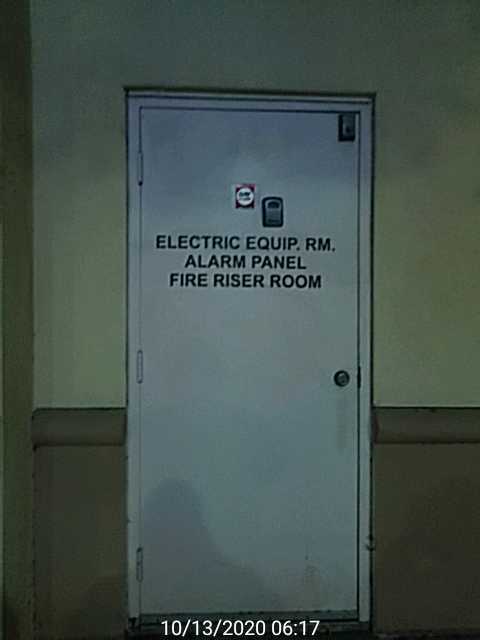 ELECTRIC EQUIP. RM.
ALARM PANEL
FIRE RISER ROOM
10/13/2020 06:17